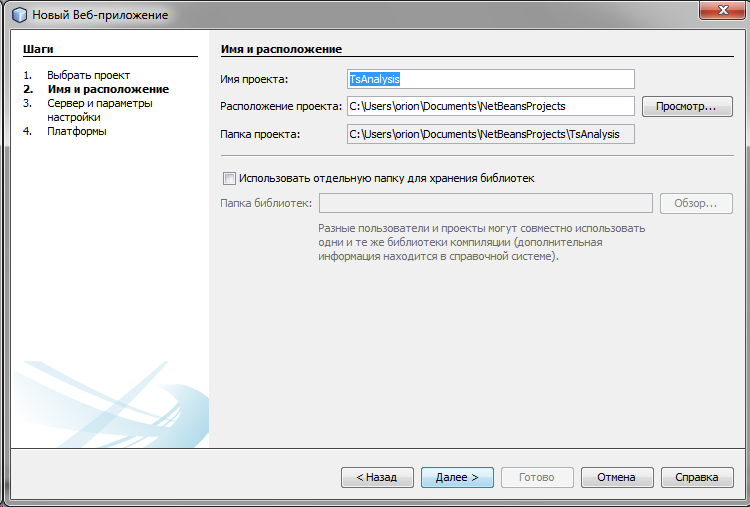 Новый Веб-приложение
Шаги
1. Выбрать проект
2. Имя и расположение
3. Сервер и параметры
настройки
4. Платформы
Имя и расположение
Имя проекта: TsAnalysis
Расположение проекта: C:\Users\orion\Documents\NetBeansProjects Просмотр...
Папка проекта: C:\Users\orion\Documents\NetBeansProjects\TsAnalysis
Использовать отдельную папку для хранения библиотек
Папка библиотек: Обзор...
Разные пользователи и проекты могут совместно использовать
одни и те же библиотеки компиляции (дополнительная
информация находится в справочной системе).
< Назад Далее > Готово Отмена Справка